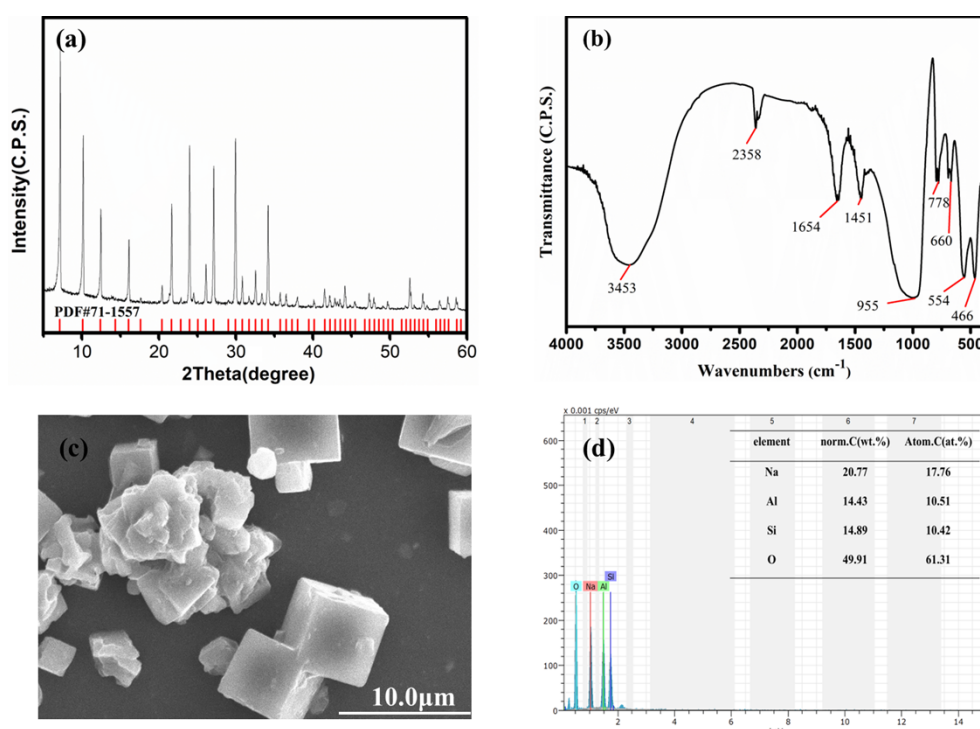 (a)
Intensity(C.P.S.)
PDF#71-1557
10 20 30 40 50 60
2Theta(degree)
(b)
Transmittance (C.P.S.)
2358
1654
1451
3453
955
778
660
554
466
4000 3500 3000 2500 2000 1500 1000 500
Wavenumbers (cm-1)
(c)
10.0μm
x 0.001 cps/eV
1 2 3 4 5 6 7
(d)
element norm.C(wt.%) Atom.C(at.%)
Na 20.77 17.76
Al 14.43 10.51
Si 14.89 10.42
O 49.91 61.31
600
500
400
300
200
100
0
Si
O Na Al
2 4 6 8 10 12 14